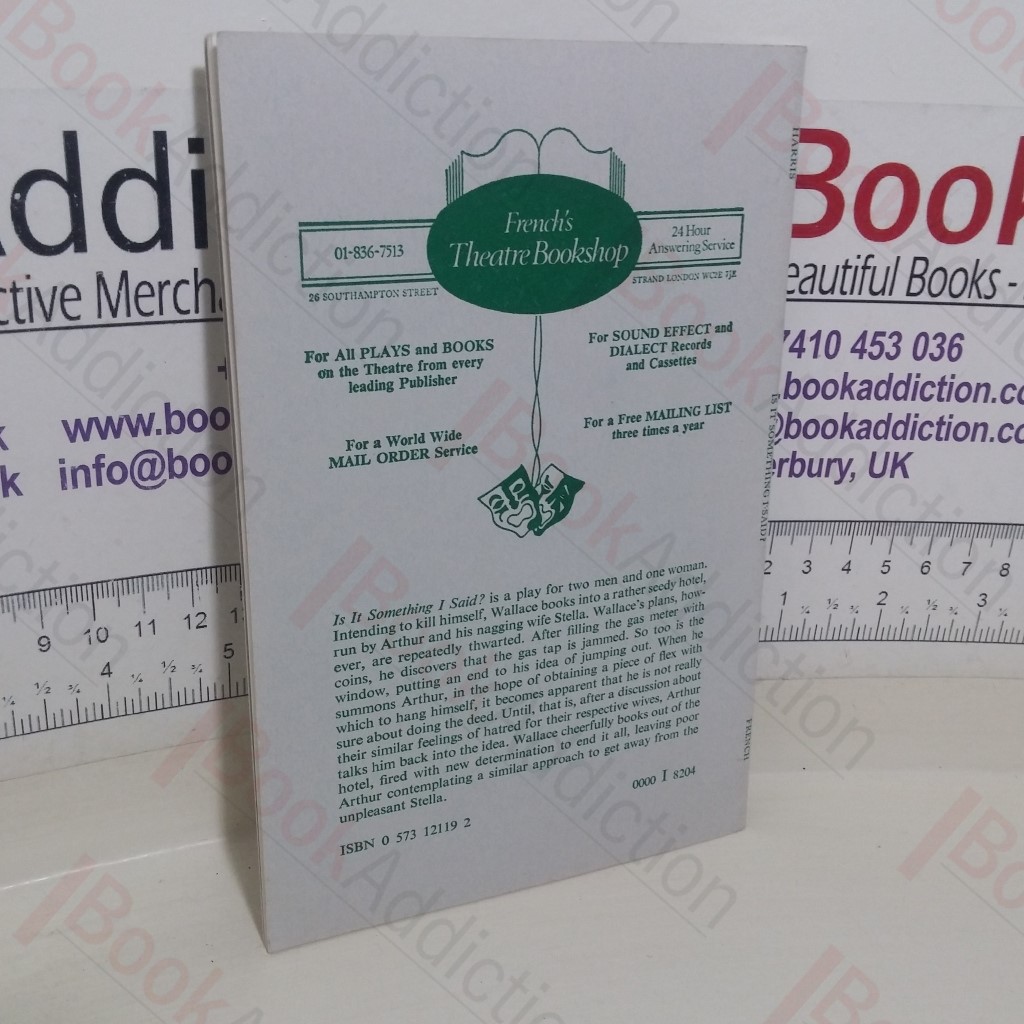 French's
Theatre Bookshop
01-836-7513
24 Hour
Answering Service
26 SOUTHAMPTON STREET
STRAND LONDON WC2E 7JE
For All PLAYS and BOOKS
on the Theatre from every
leading Publisher
For SOUND EFFECT and
DIALECT Records
and Cassettes
For a World Wide
MAIL ORDER Service
For a Free MAILING LIST
three times a year
Is It Something I Said? is a play for two men and one woman.
Intending to kill himself, Wallace books into a rather seedy hotel,
run by Arthur and his nagging wife Stella. Wallace's plans, how-
ever, are repeatedly thwarted. After filling the gas meter with
coins, he discovers that the gas tap is jammed. So too is the
window, putting an end to his idea of jumping out. When he
summons Arthur, in the hope of obtaining a piece of flex with
which to hang himself, it becomes apparent that he is not really
sure about doing the deed. Until, that is, after a discussion about
their similar feelings of hatred for their respective wives, Arthur
talks him back into the idea. Wallace cheerfully books out of the
hotel, fired with new determination to end it all, leaving poor
Arthur contemplating a similar approach to get away from the
unpleasant Stella.
0000 I 8204
ISBN 0 573 12119 2
HARRIS
IS IT SOMETHING I SAID?
FRENCH
Addi
ctive Merch
www.boo
info@boo
k
k
Book
eautiful Books -
7410 453 036
bookaddiction.co
bookaddiction.co
erbury, UK
9 10 11 12 13
4 5
2 3 4 5 6 7 8
1 2 3
BookAddiction